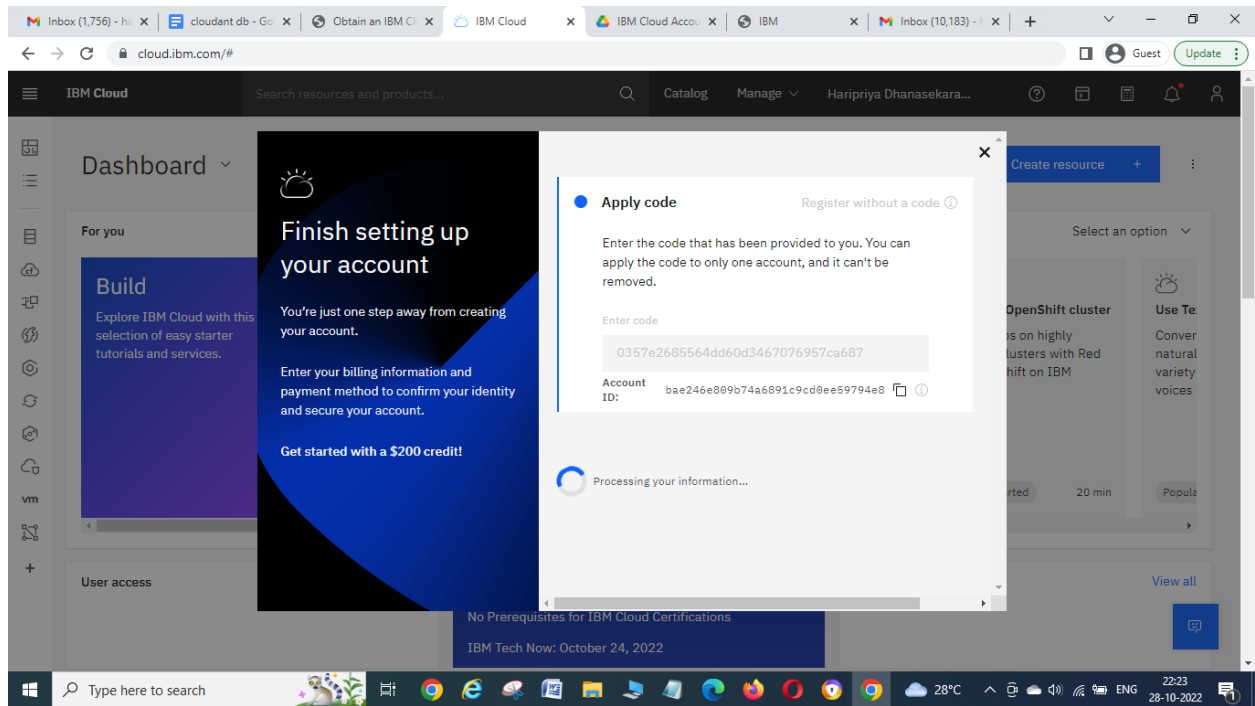 Inbox (1,756) - ha
cloudant db - Go
Obtain an IBM Cl
IBM Cloud
IBM Cloud Accou
IBM
Inbox (10,183) - h
cloud.ibm.com/#
Guest
Update
IBM Cloud
Search resources and products...
Catalog
Manage
Haripriya Dhanasekara...
Dashboard
Create resource +
For you
Select an option
Build
Explore IBM Cloud with this
selection of easy starter
tutorials and services.
Finish setting up
your account
You're just one step away from creating
your account.
Enter your billing information and
payment method to confirm your identity
and secure your account.
Get started with a $200 credit!
Apply code
Register without a code
Enter the code that has been provided to you. You can
apply the code to only one account, and it can't be
removed.
Enter code
0357e2685564dd60d3467076957ca687
Account
ID:
bae246e809b74a6891c9cd0ee59794e8
Processing your information...
OpenShift cluster
os on highly
lusters with Red
hift on IBM
rted
20 min
Use Te
Conver
natural
variety
voices
Popula
vm
User access
View all
No Prerequisites for IBM Cloud Certifications
IBM Tech Now: October 24, 2022
Type here to search
28°C
ENG
22:23
28-10-2022